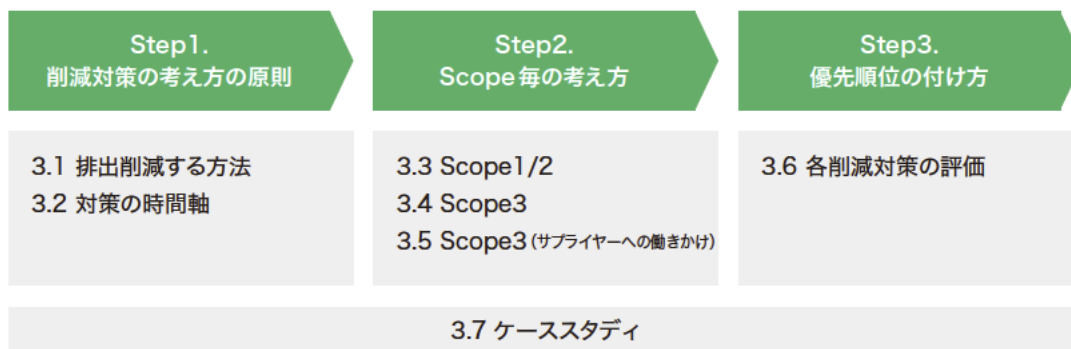 Step1.
削減対策の考え方の原則
3.1 排出削減する方法
3.2 対策の時間軸
Step2.
Scope毎の考え方
3.3 Scope1/2
3.4 Scope3
3.5 Scope3(サプライヤーへの働きかけ)
Step3.
優先順位の付け方
3.6 各削減対策の評価
3.7 ケーススタディ